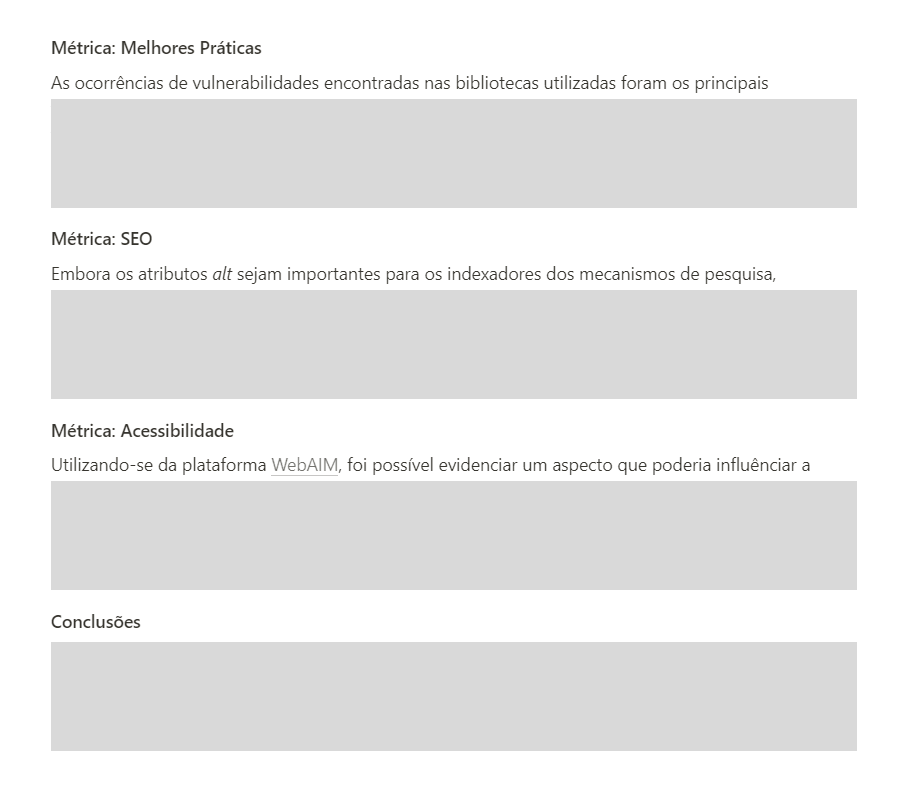 Métrica: Melhores Práticas
As ocorrências de vulnerabilidades encontradas nas bibliotecas utilizadas foram os principais
Métrica: SEO
Embora os atributos alt sejam importantes para os indexadores dos mecanismos de pesquisa,
Métrica: Acessibilidade
Utilizando-se da plataforma WebAIM, foi possível evidenciar um aspecto que poderia influênciar a
Conclusões